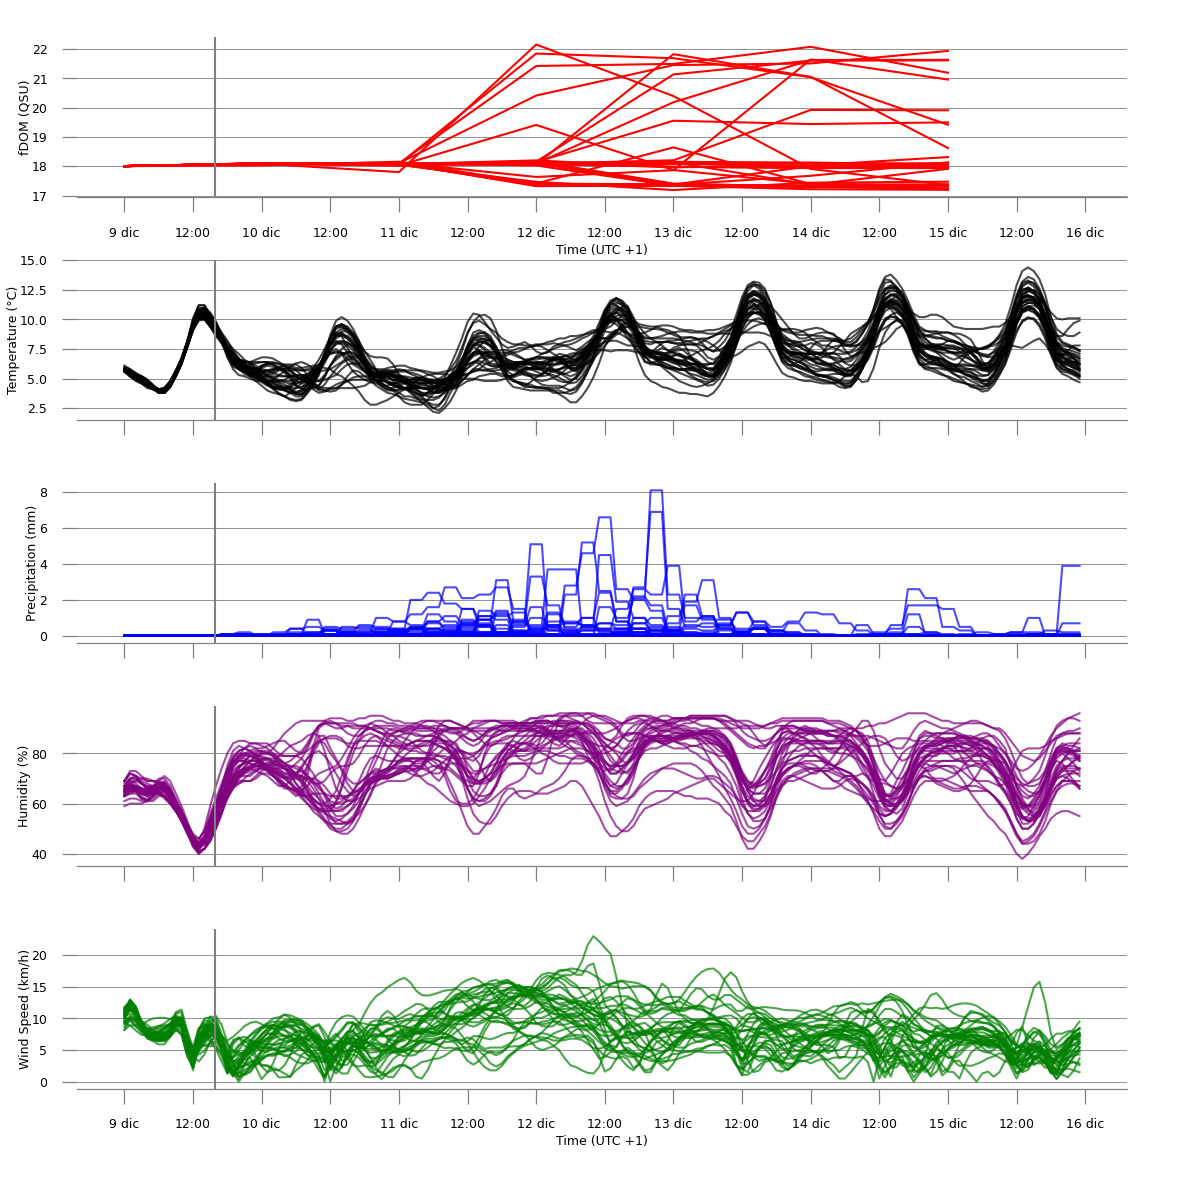 22
21
20
19
18
17
fDOM (QSU)
9 dic 12:00 10 dic 12:00 11 dic 12:00 12 dic 12:00 13 dic 12:00 14 dic 12:00 15 dic 12:00 16 dic
Time (UTC +1)
15.0
12.5
10.0
7.5
5.0
2.5
Temperature (°C)
8
6
4
2
0
Precipitation (mm)
80
60
40
Humidity (%)
20
15
10
5
0
Wind Speed (km/h)
9 dic 12:00 10 dic 12:00 11 dic 12:00 12 dic 12:00 13 dic 12:00 14 dic 12:00 15 dic 12:00 16 dic
Time (UTC +1)